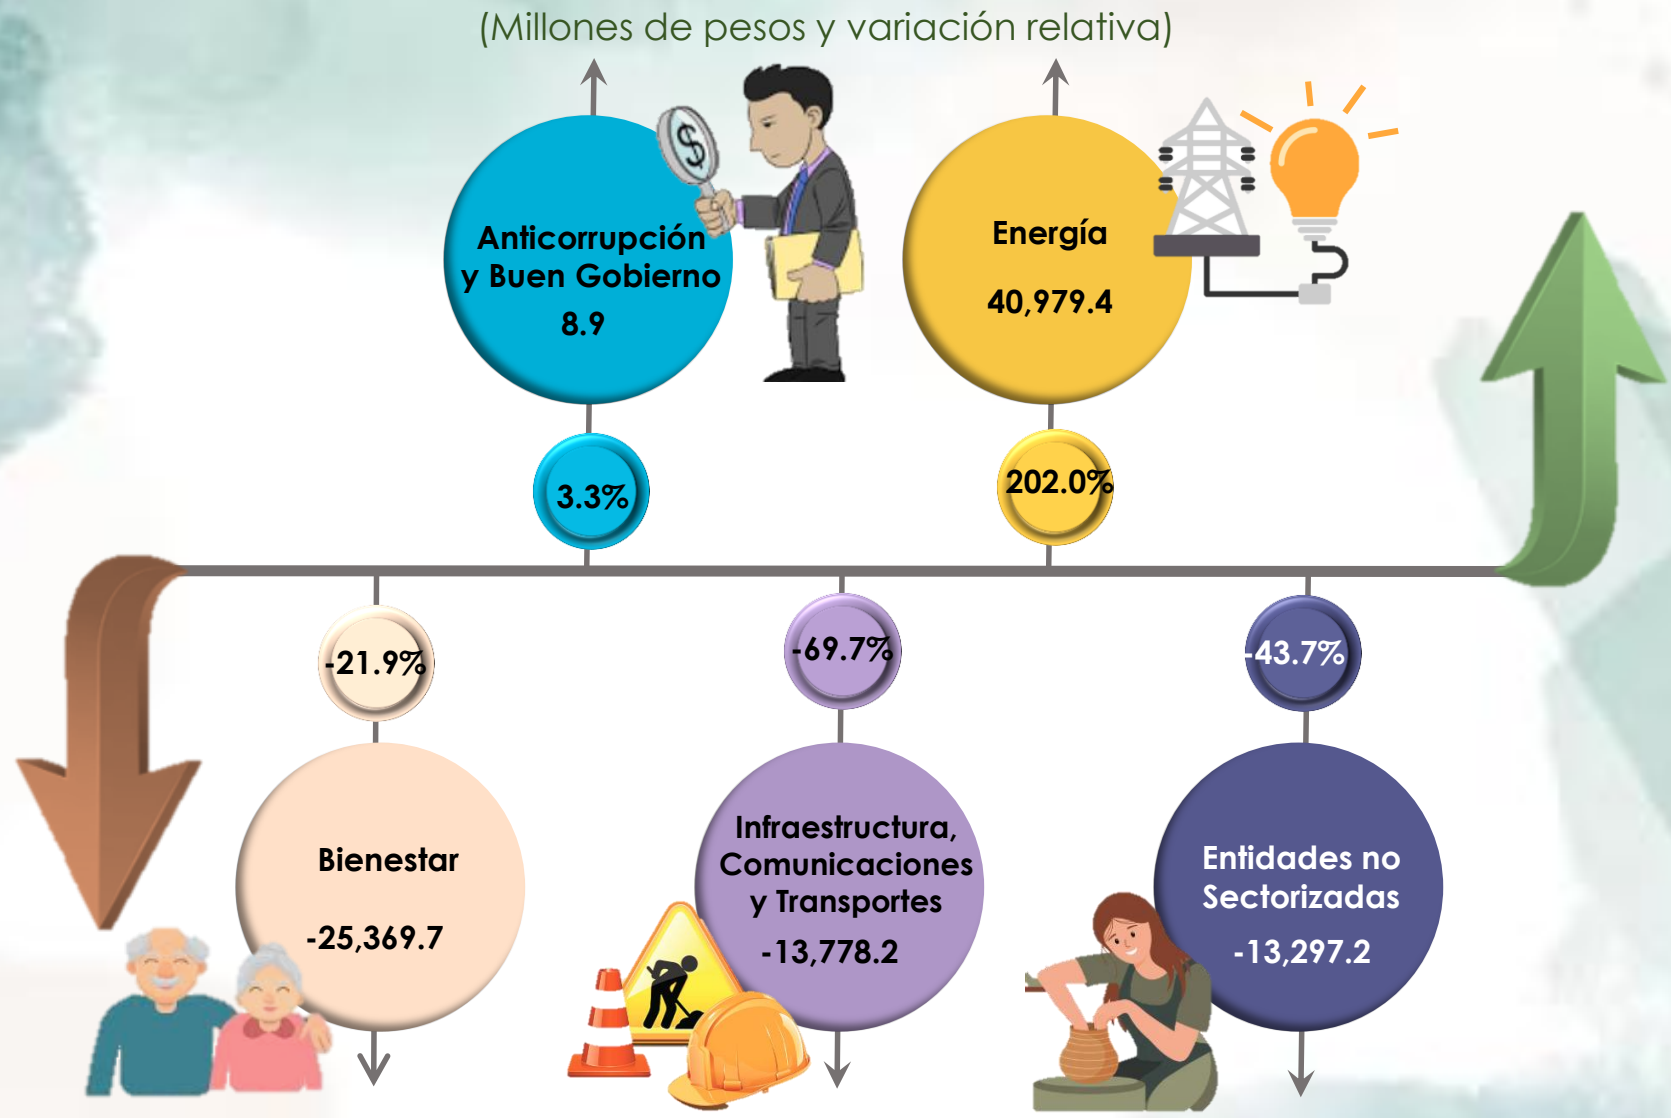 (Millones de pesos y variación relativa)
$
Anticorrupción
y Buen Gobierno
8.9
Energía
40,979.4
3.3%
202.0%
-21.9%
-69.7%
-43.7%
Bienestar
-25,369.7
Infraestructura,
Comunicaciones
y Transportes
-13,778.2
Entidades no
Sectorizadas
-13,297.2